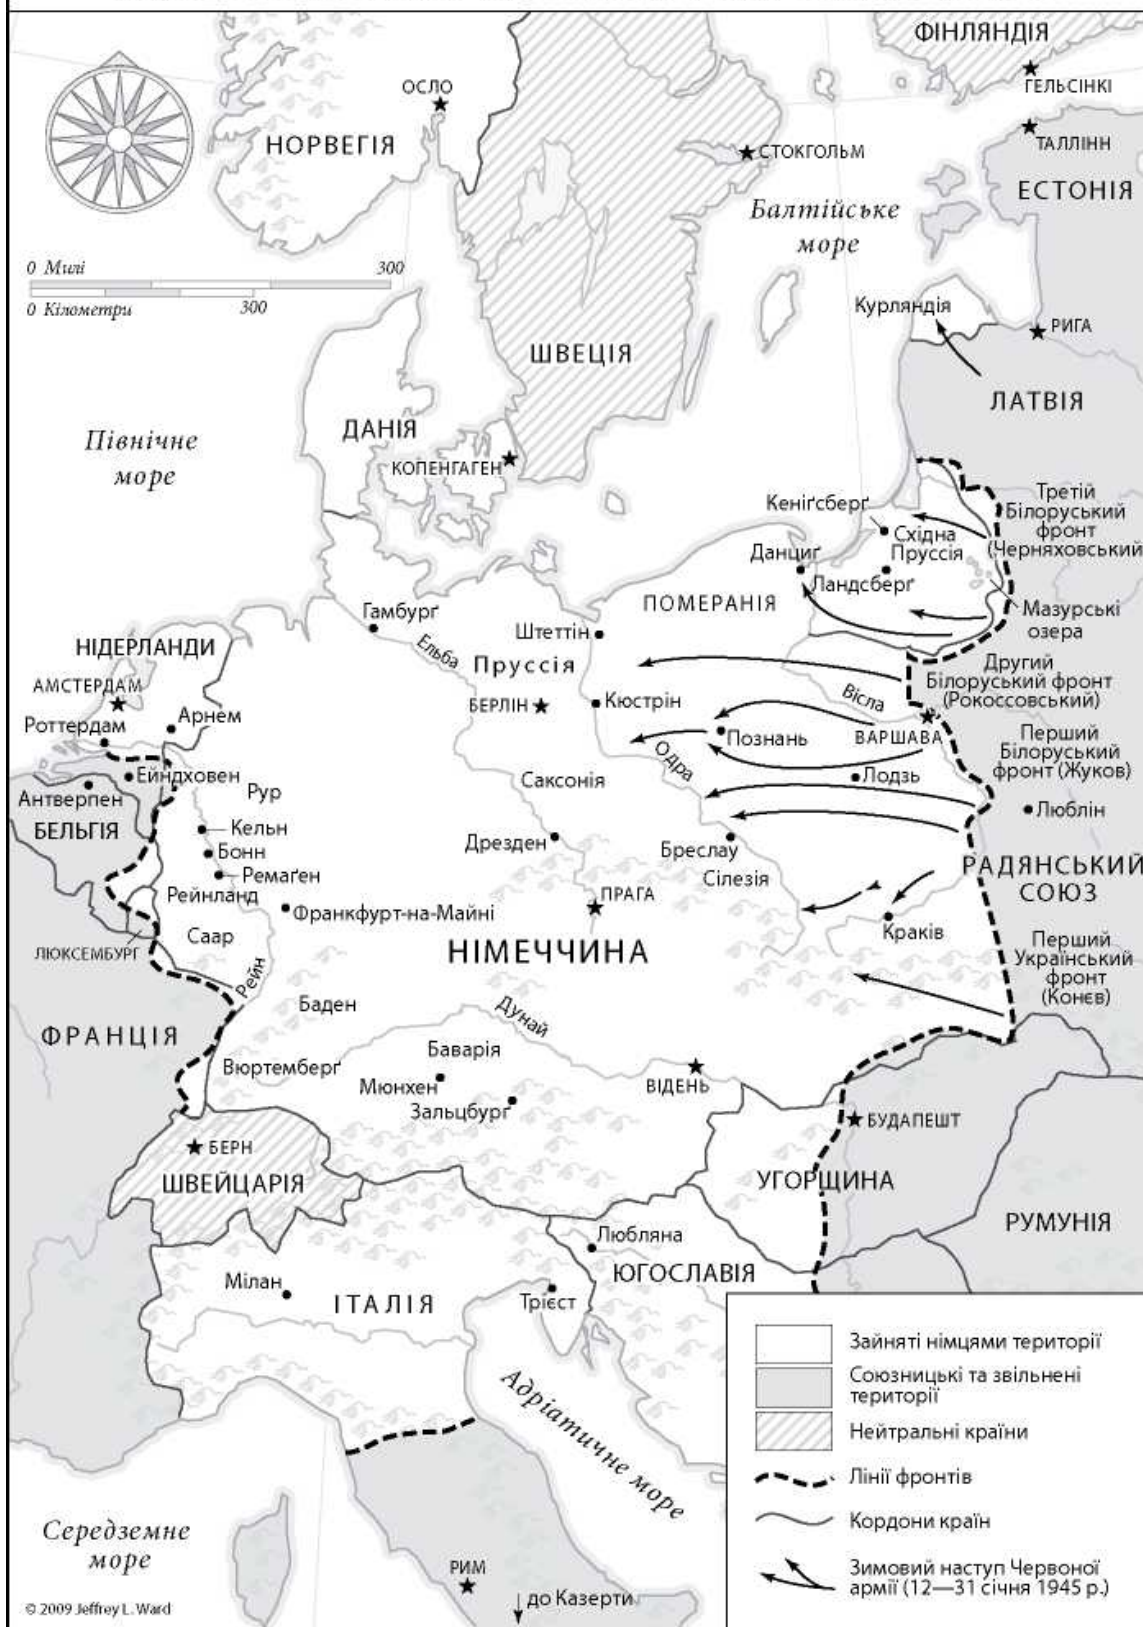 ФІНЛЯНДІЯ
ГЕЛЬСІНКІ
ОСЛО
НОРВЕГІЯ
СТОКГОЛЬМ
ТАЛЛІНН
ЕСТОНІЯ
Балтійське
море
0 Милі 300
0 Кілометри 300
Курляндія
РИГА
ШВЕЦІЯ
ЛАТВІЯ
Північне
море
ДАНІЯ
КОПЕНГАГЕН
Кеніґсберґ
Східна
Пруссія
Третій
Білоруський
фронт
(Черняховський)
Данциґ
Ландсберґ
ПОМЕРАНІЯ
Мазурські
озера
Гамбурґ
Штеттін
Ельба
Пруссія
НІДЕРЛАНДИ
АМСТЕРДАМ
Роттердам
Арнем
БЕРЛІН
Кюстрін
Вісла
Другий
Білоруський фронт
(Рокоссовський)
ВАРШАВА
Познань
Одра
Лодзь
Перший
Білоруський
фронт (Жуков)
Люблін
Ейндховен
Антверпен
БЕЛЬГІЯ
Рур
Саксонія
Кельн
Бонн
Ремаґен
Рейнланд
Дрезден
Бреслау
Сілезія
РАДЯНСЬКИЙ
СОЮЗ
ПРАГА
Франкфурт-на-Майні
Краків
Саар
ЛЮКСЕМБУРГ
НІМЕЧЧИНА
Перший
Український
фронт
(Конєв)
Рейн
Баден
ФРАНЦІЯ
Дунай
Баварія
Вюртемберґ
Мюнхен
Зальцбурґ
ВІДЕНЬ
БУДАПЕШТ
БЕРН
ШВЕЙЦАРІЯ
УГОРЩИНА
РУМУНІЯ
Любляна
ЮГОСЛАВІЯ
Мілан
ІТАЛІЯ
Трієст
Адріатичне море
Середземне
море
РИМ
до Казерти
© 2009 Jeffrey L. Ward
Зайняті німцями території
Союзницькі та звільнені
території
Нейтральні країни
Лінії фронтів
Кордони країн
Зимовий наступ Червоної
армії (12—31 січня 1945 р.)